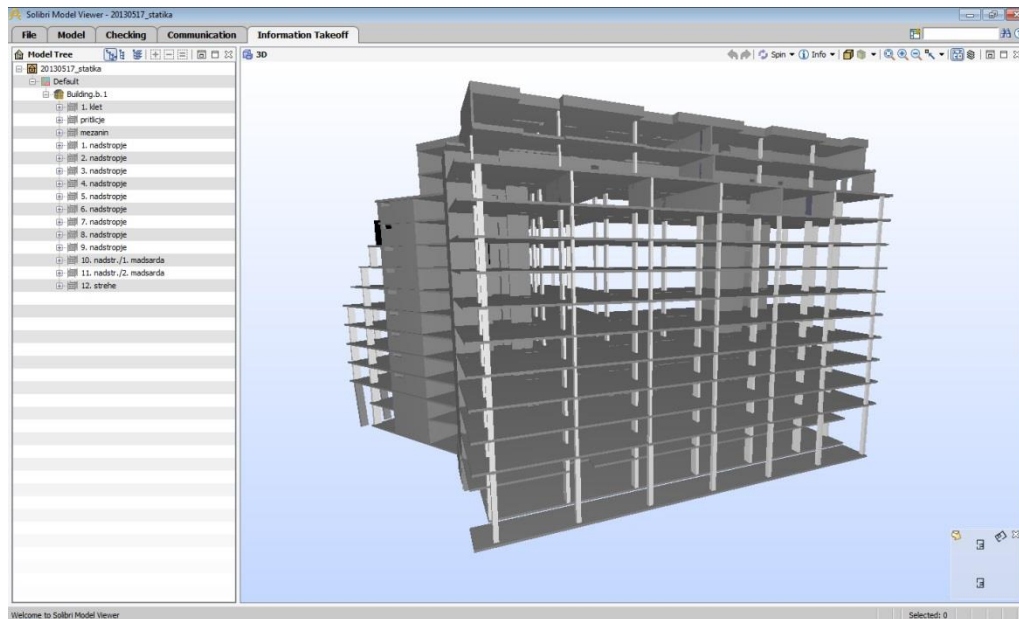 Solibri Model Viewer - 20130517_statika
File Model Checking Communication Information Takeoff
Model Tree
3D
Spin Info
20130517_statika
Default
Building.b.1
1. klet
pritlicje
mezanin
1. nadstropje
2. nadstropje
3. nadstropje
4. nadstropje
5. nadstropje
6. nadstropje
7. nadstropje
8. nadstropje
9. nadstropje
10. nadstr./1. madsarda
11. nadstr./2. madsarda
12. strehe
Welcome to Solibri Model Viewer
Selected: 0